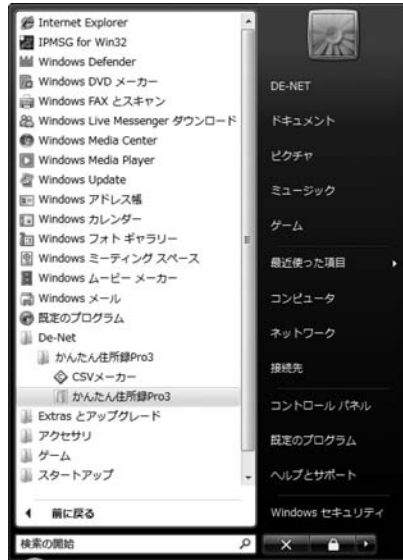 Internet Explorer
IPMSG for Win32
Windows Defender
Windows DVD メーカー
Windows FAX とスキャン
Windows Live Messenger ダウンロード
Windows Media Center
Windows Media Player
Windows Update
Windows アドレス帳
Windows カレンダー
Windows フォト ギャラリー
Windows ミーティング スペース
Windows ムービー メーカー
Windows メール
既定のプログラム
De-Net
かんたん住所録Pro3
CSVメーカー
かんたん住所録Pro3
Extras とアップグレード
アクセサリ
ゲーム
スタートアップ
前に戻る
検索の開始
DE-NET
ドキュメント
ピクチャ
ミュージック
ゲーム
最近使った項目
コンピュータ
ネットワーク
接続先
コントロール パネル
既定のプログラム
ヘルプとサポート
Windows セキュリティ